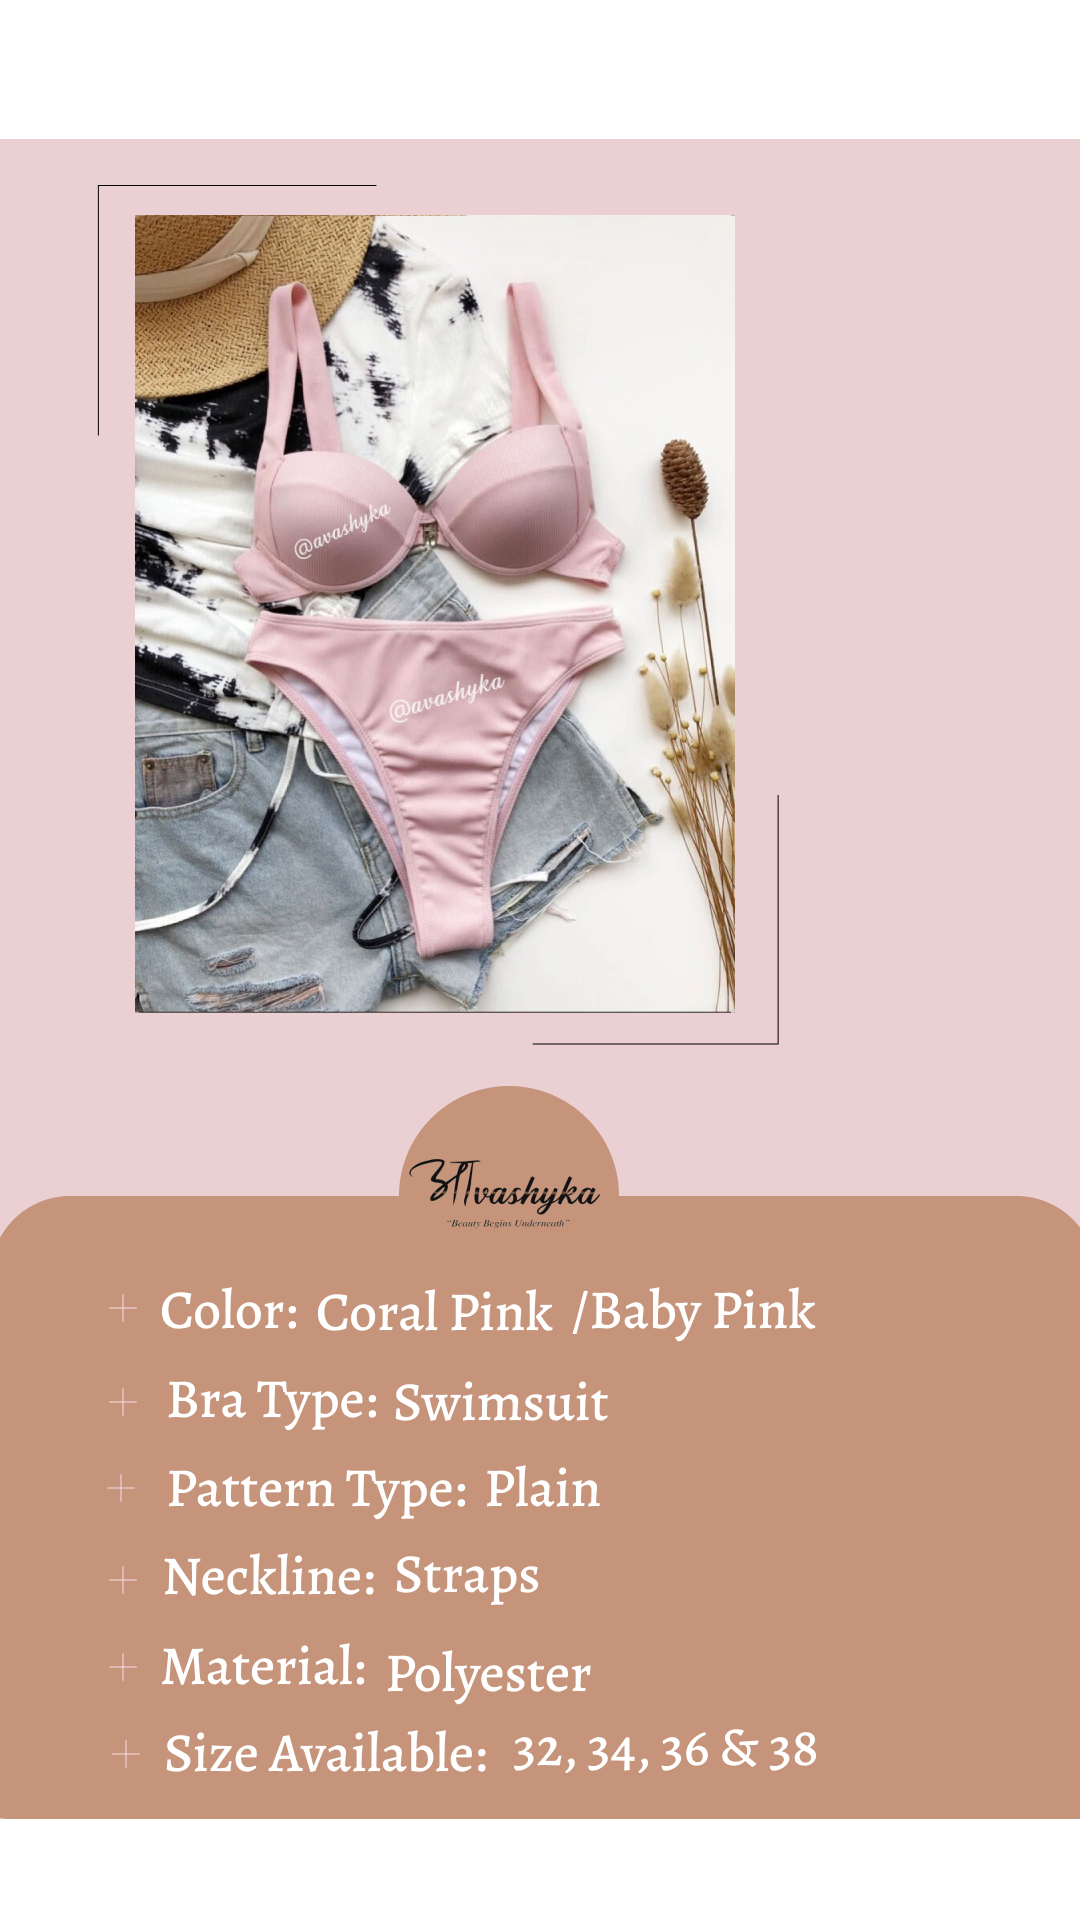 @avashyka
@avashyka
आvashyka
"Beauty Begins Underneath"
Color: Coral Pink /Baby Pink
Bra Type: Swimsuit
Pattern Type: Plain
Neckline: Straps
Material: Polyester
Size Available: 32, 34, 36 & 38